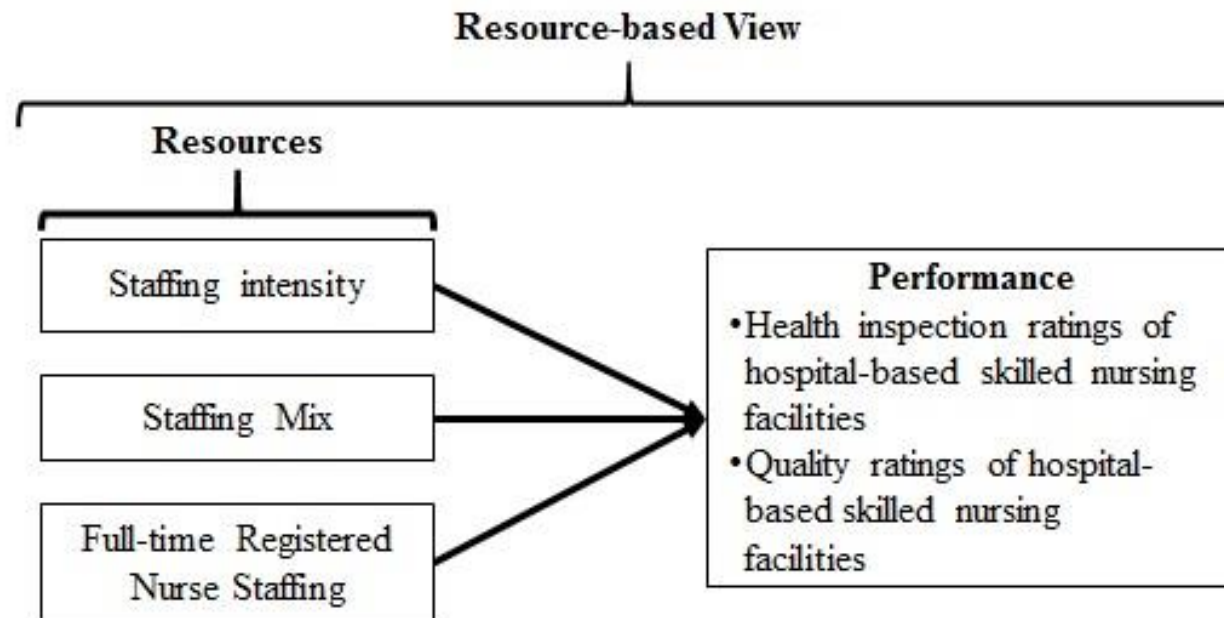 Resource-based View
Resources
Staffing intensity
Staffing Mix
Full-time Registered
Nurse Staffing
Performance
•Health inspection ratings of
hospital-based skilled nursing
facilities
•Quality ratings of hospital-
based skilled nursing
facilities